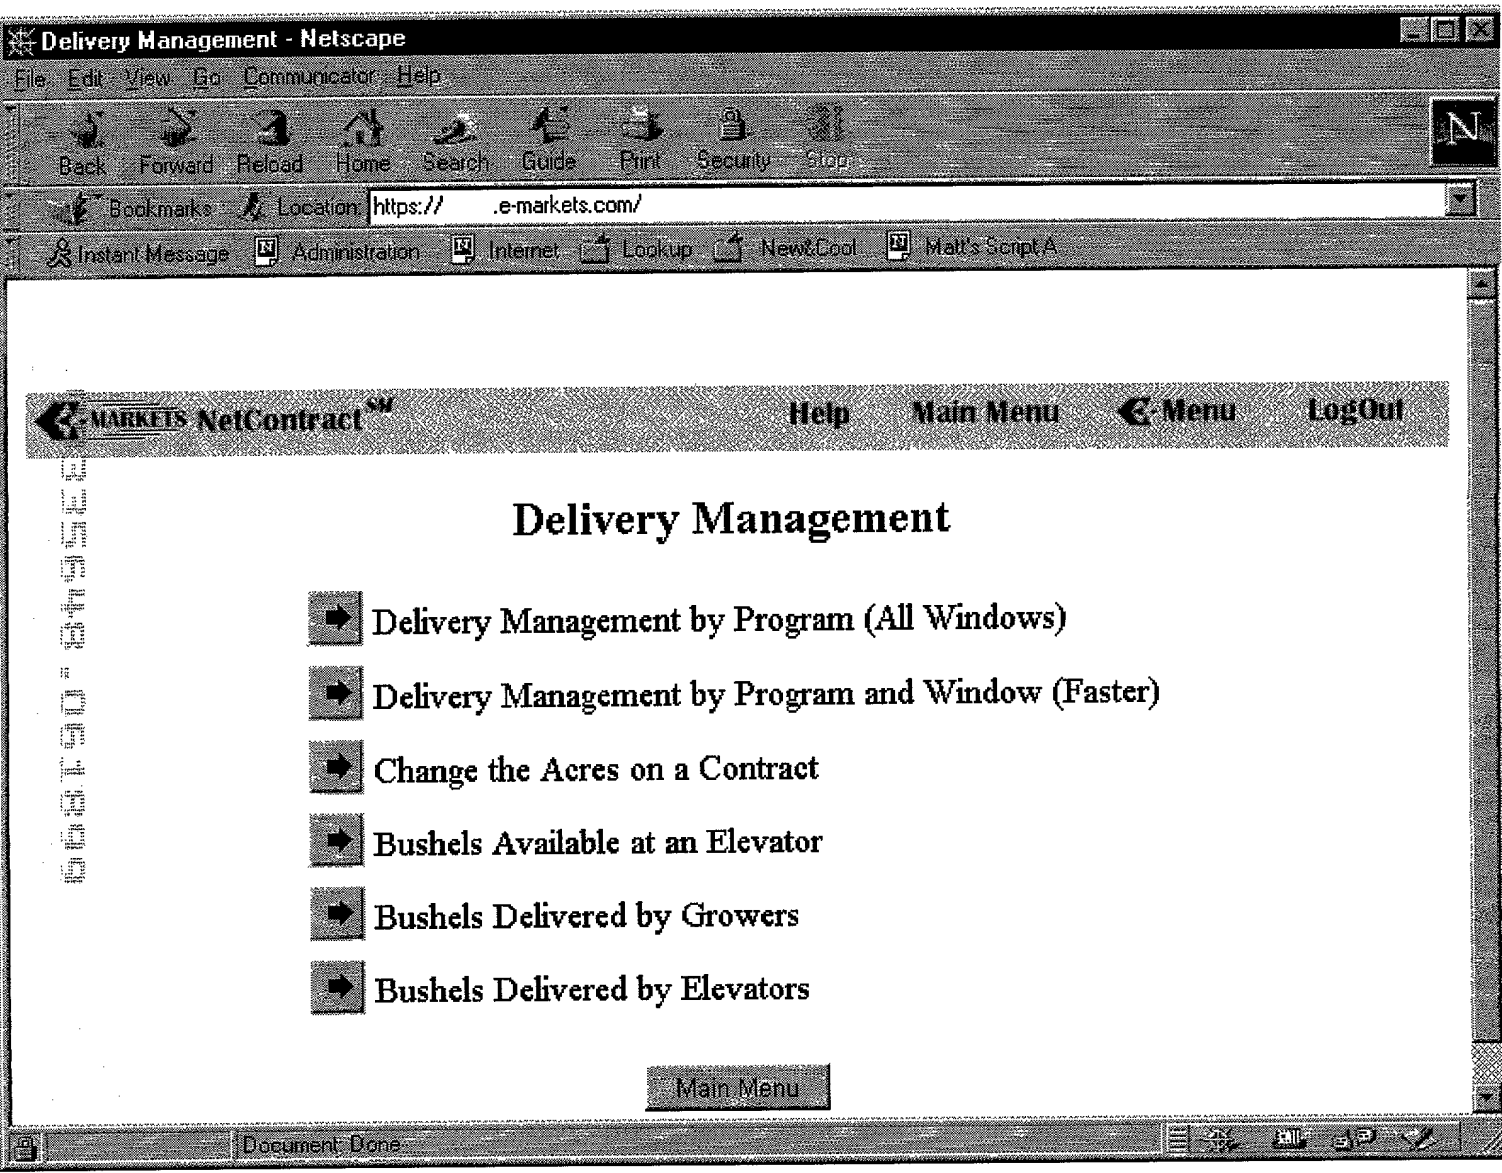 Delivery Management - Netscape
File Edit View Go Communicator Help
Back Forward Reload Home Search Guide Print Security Stop
N
Bookmarks Location: https:// .e-markets.com/
Instant Message Administration Internet Lookup New&Cool Matt's Script A
e-MARKETS NetContract SM Help Main Menu e-Menu LogOut
Delivery Management
Delivery Management by Program (All Windows)
Delivery Management by Program and Window (Faster)
Change the Acres on a Contract
Bushels Available at an Elevator
Bushels Delivered by Growers
Bushels Delivered by Elevators
Main Menu
Document: Done